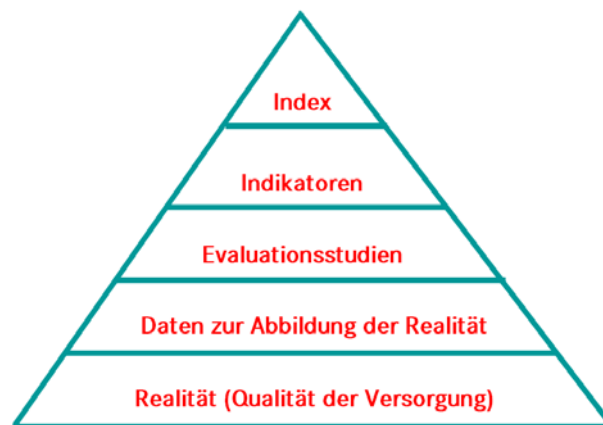 Index
Indikatoren
Evaluationsstudien
Daten zur Abbildung der Realität
Realität (Qualität der Versorgung)